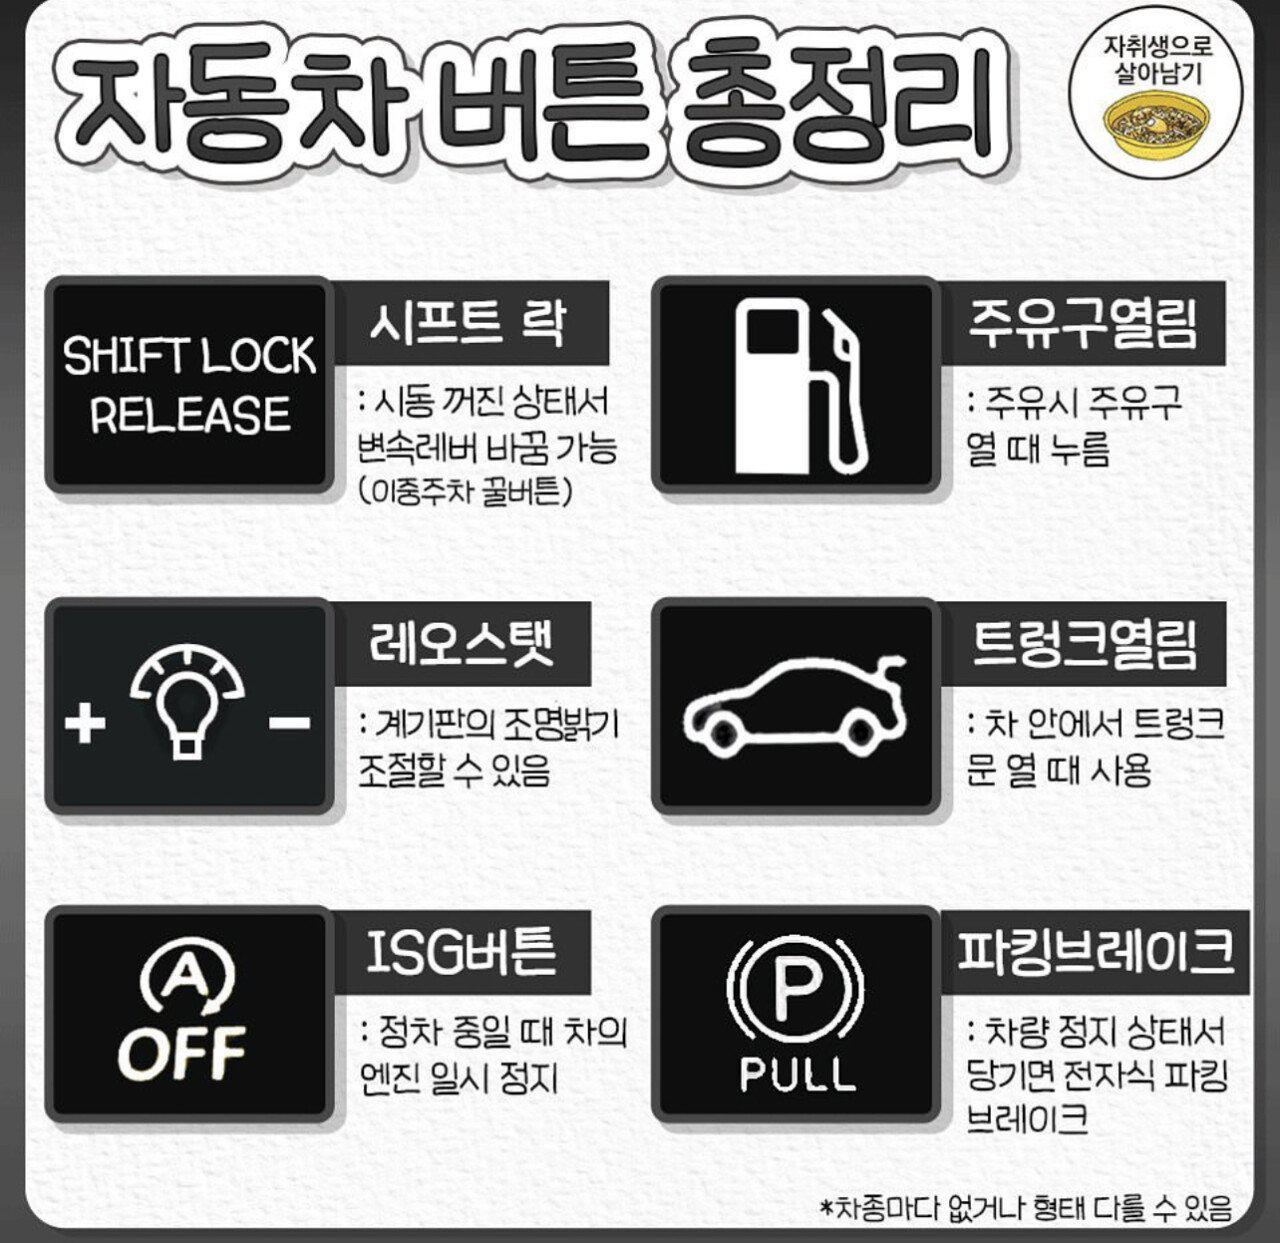 자동차 버튼 총정리
자취생으로
살아남기
SHIFT LOCK
RELEASE
시프트 락
: 시동 꺼진 상태서
변속레버 바꿈 가능
(이중주차 꿀버튼)
주유구열림
: 주유시 주유구
열 때 누름
+ -
레오스탯
: 계기판의 조명밝기
조절할 수 있음
트렁크열림
: 차 안에서 트렁크
문 열 때 사용
A
OFF
ISG버튼
: 정차 중일 때 차의
엔진 일시 정지
P
PULL
파킹브레이크
: 차량 정지 상태서
당기면 전자식 파킹
브레이크
*차종마다 없거나 형태 다를 수 있음